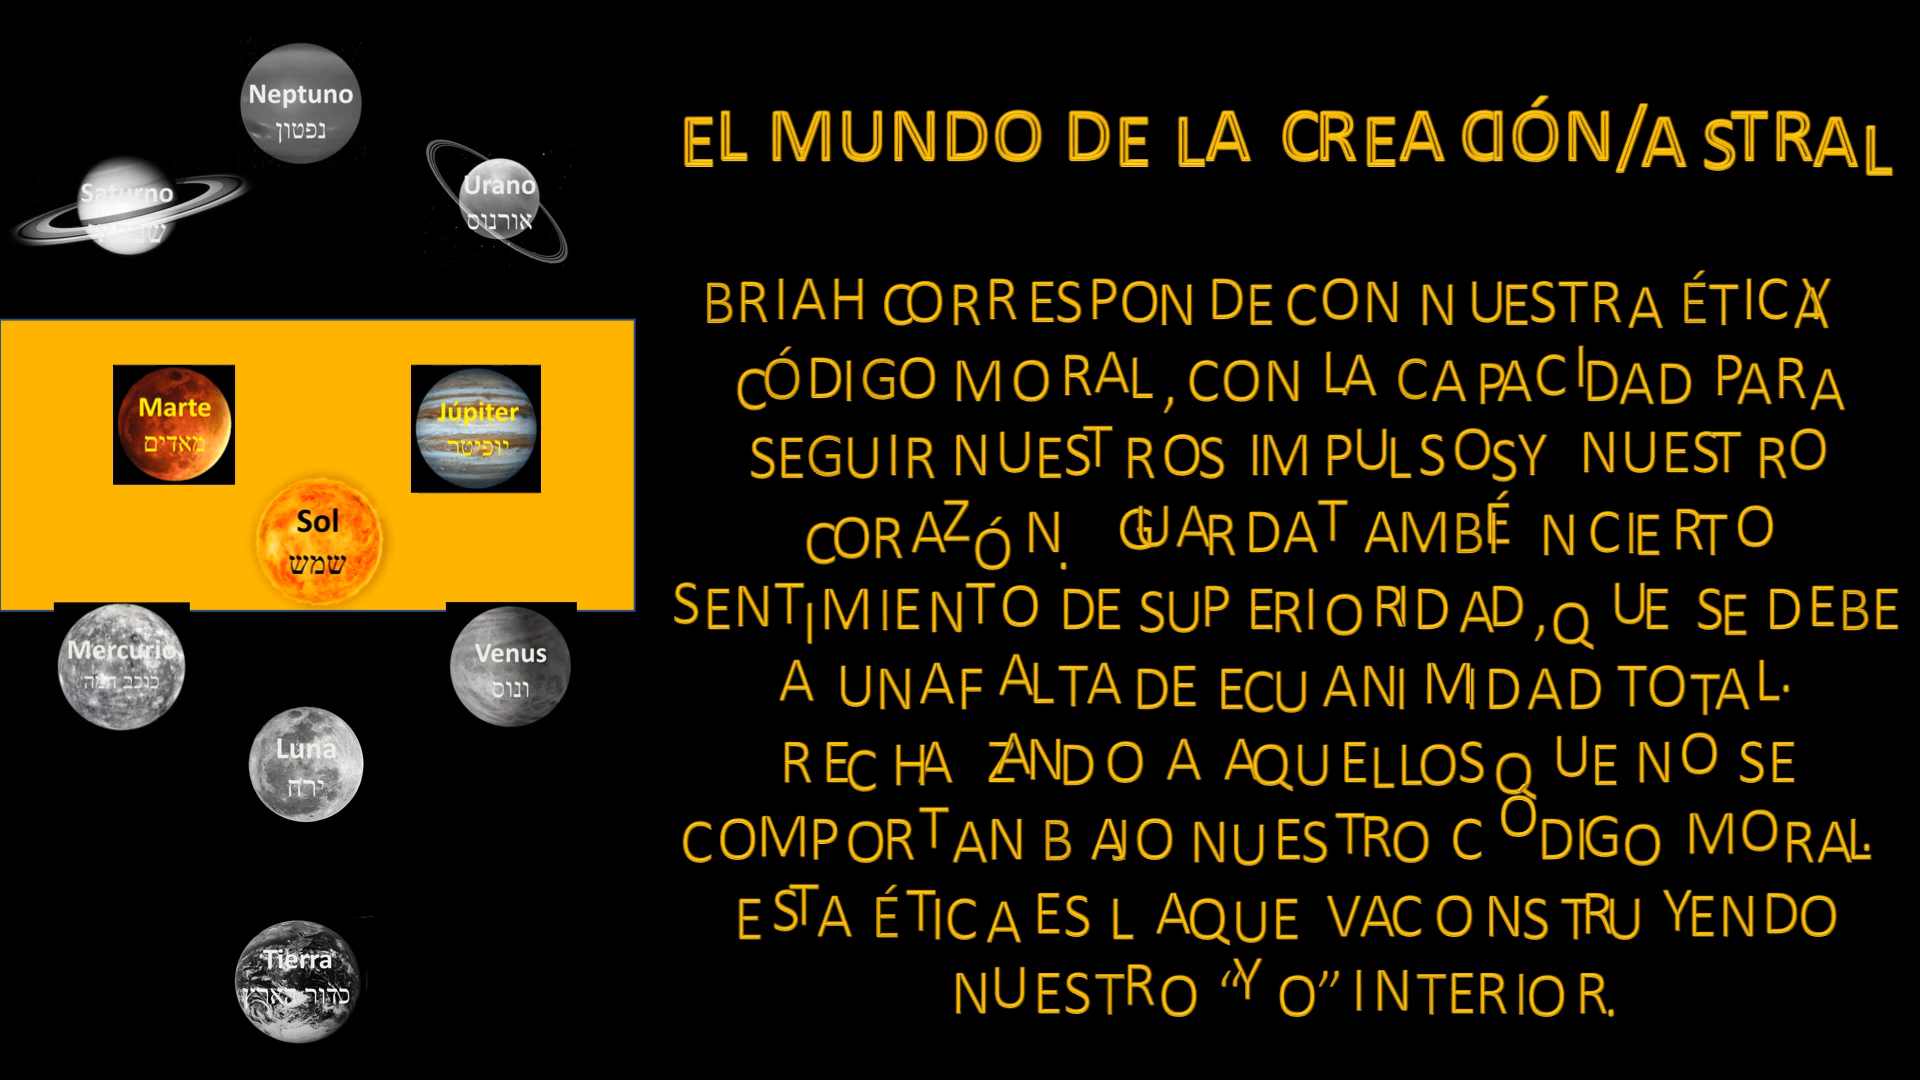 Neptuno
נפטון
Saturno
Urano
אורנוס
Marte
מאדים
Júpiter
יופיטר
Sol
שמש
Mercurio
כוכב חמה
Venus
ונוס
Luna
ירח
Tierra
כדור הארץ
EL MUNDO DE LA CREACIÓN/ASTRAL
BRIAH CORRESPONDE CON NUESTRA ÉTICA Y
CÓDIGO MORAL, CON LA CAPACIDAD PARA
SEGUIR NUESTROS IMPULSOS Y NUESTRO
CORAZÓN. GUARDA TAMBIÉN CIERTO
SENTIMIENTO DE SUPERIORIDAD, QUE SE DEBE
A UNA FALTA DE ECUANIMIDAD TOTAL.
RECHAZANDO A AQUELLOS QUE NO SE
COMPORTAN BAJO NUESTRO CÓDIGO MORAL.
ESTA ÉTICA ES LA QUE VA CONSTRUYENDO
NUESTRO “YO” INTERIOR.